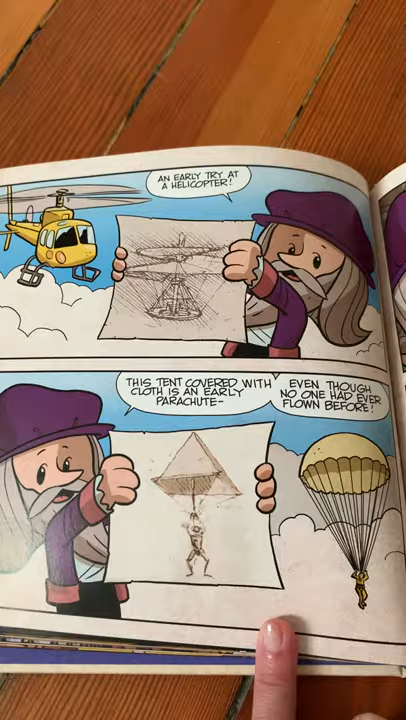 AN EARLY TRY AT
A HELICOPTER!
THIS TENT COVERED WITH
CLOTH IS AN EARLY
PARACHUTE-
EVEN THOUGH
NO ONE HAD EVER
FLOWN BEFORE!